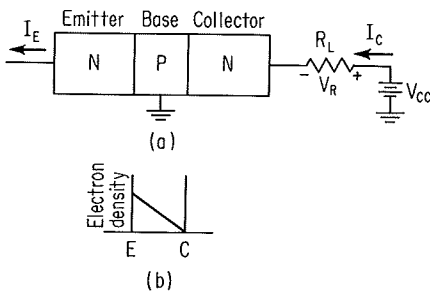 Emitter Base Collector
I_E
N P N
R_L
I_C
- V_R +
V_CC
(a)
Electron
density
E C
(b)